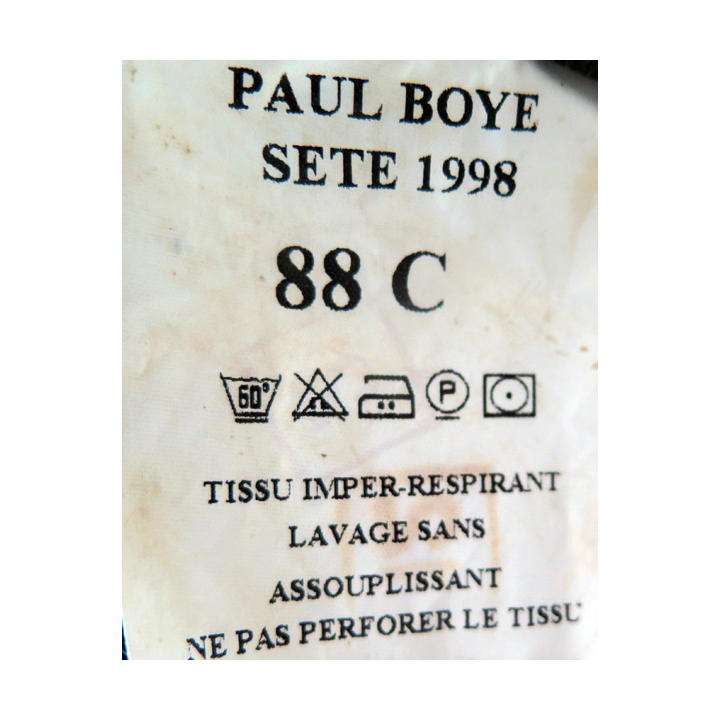 PAUL BOYE
SETE 1998
88 C
60° P
TISSU IMPER-RESPIRANT
LAVAGE SANS
ASSOUPLISSANT
NE PAS PERFORER LE TISSU